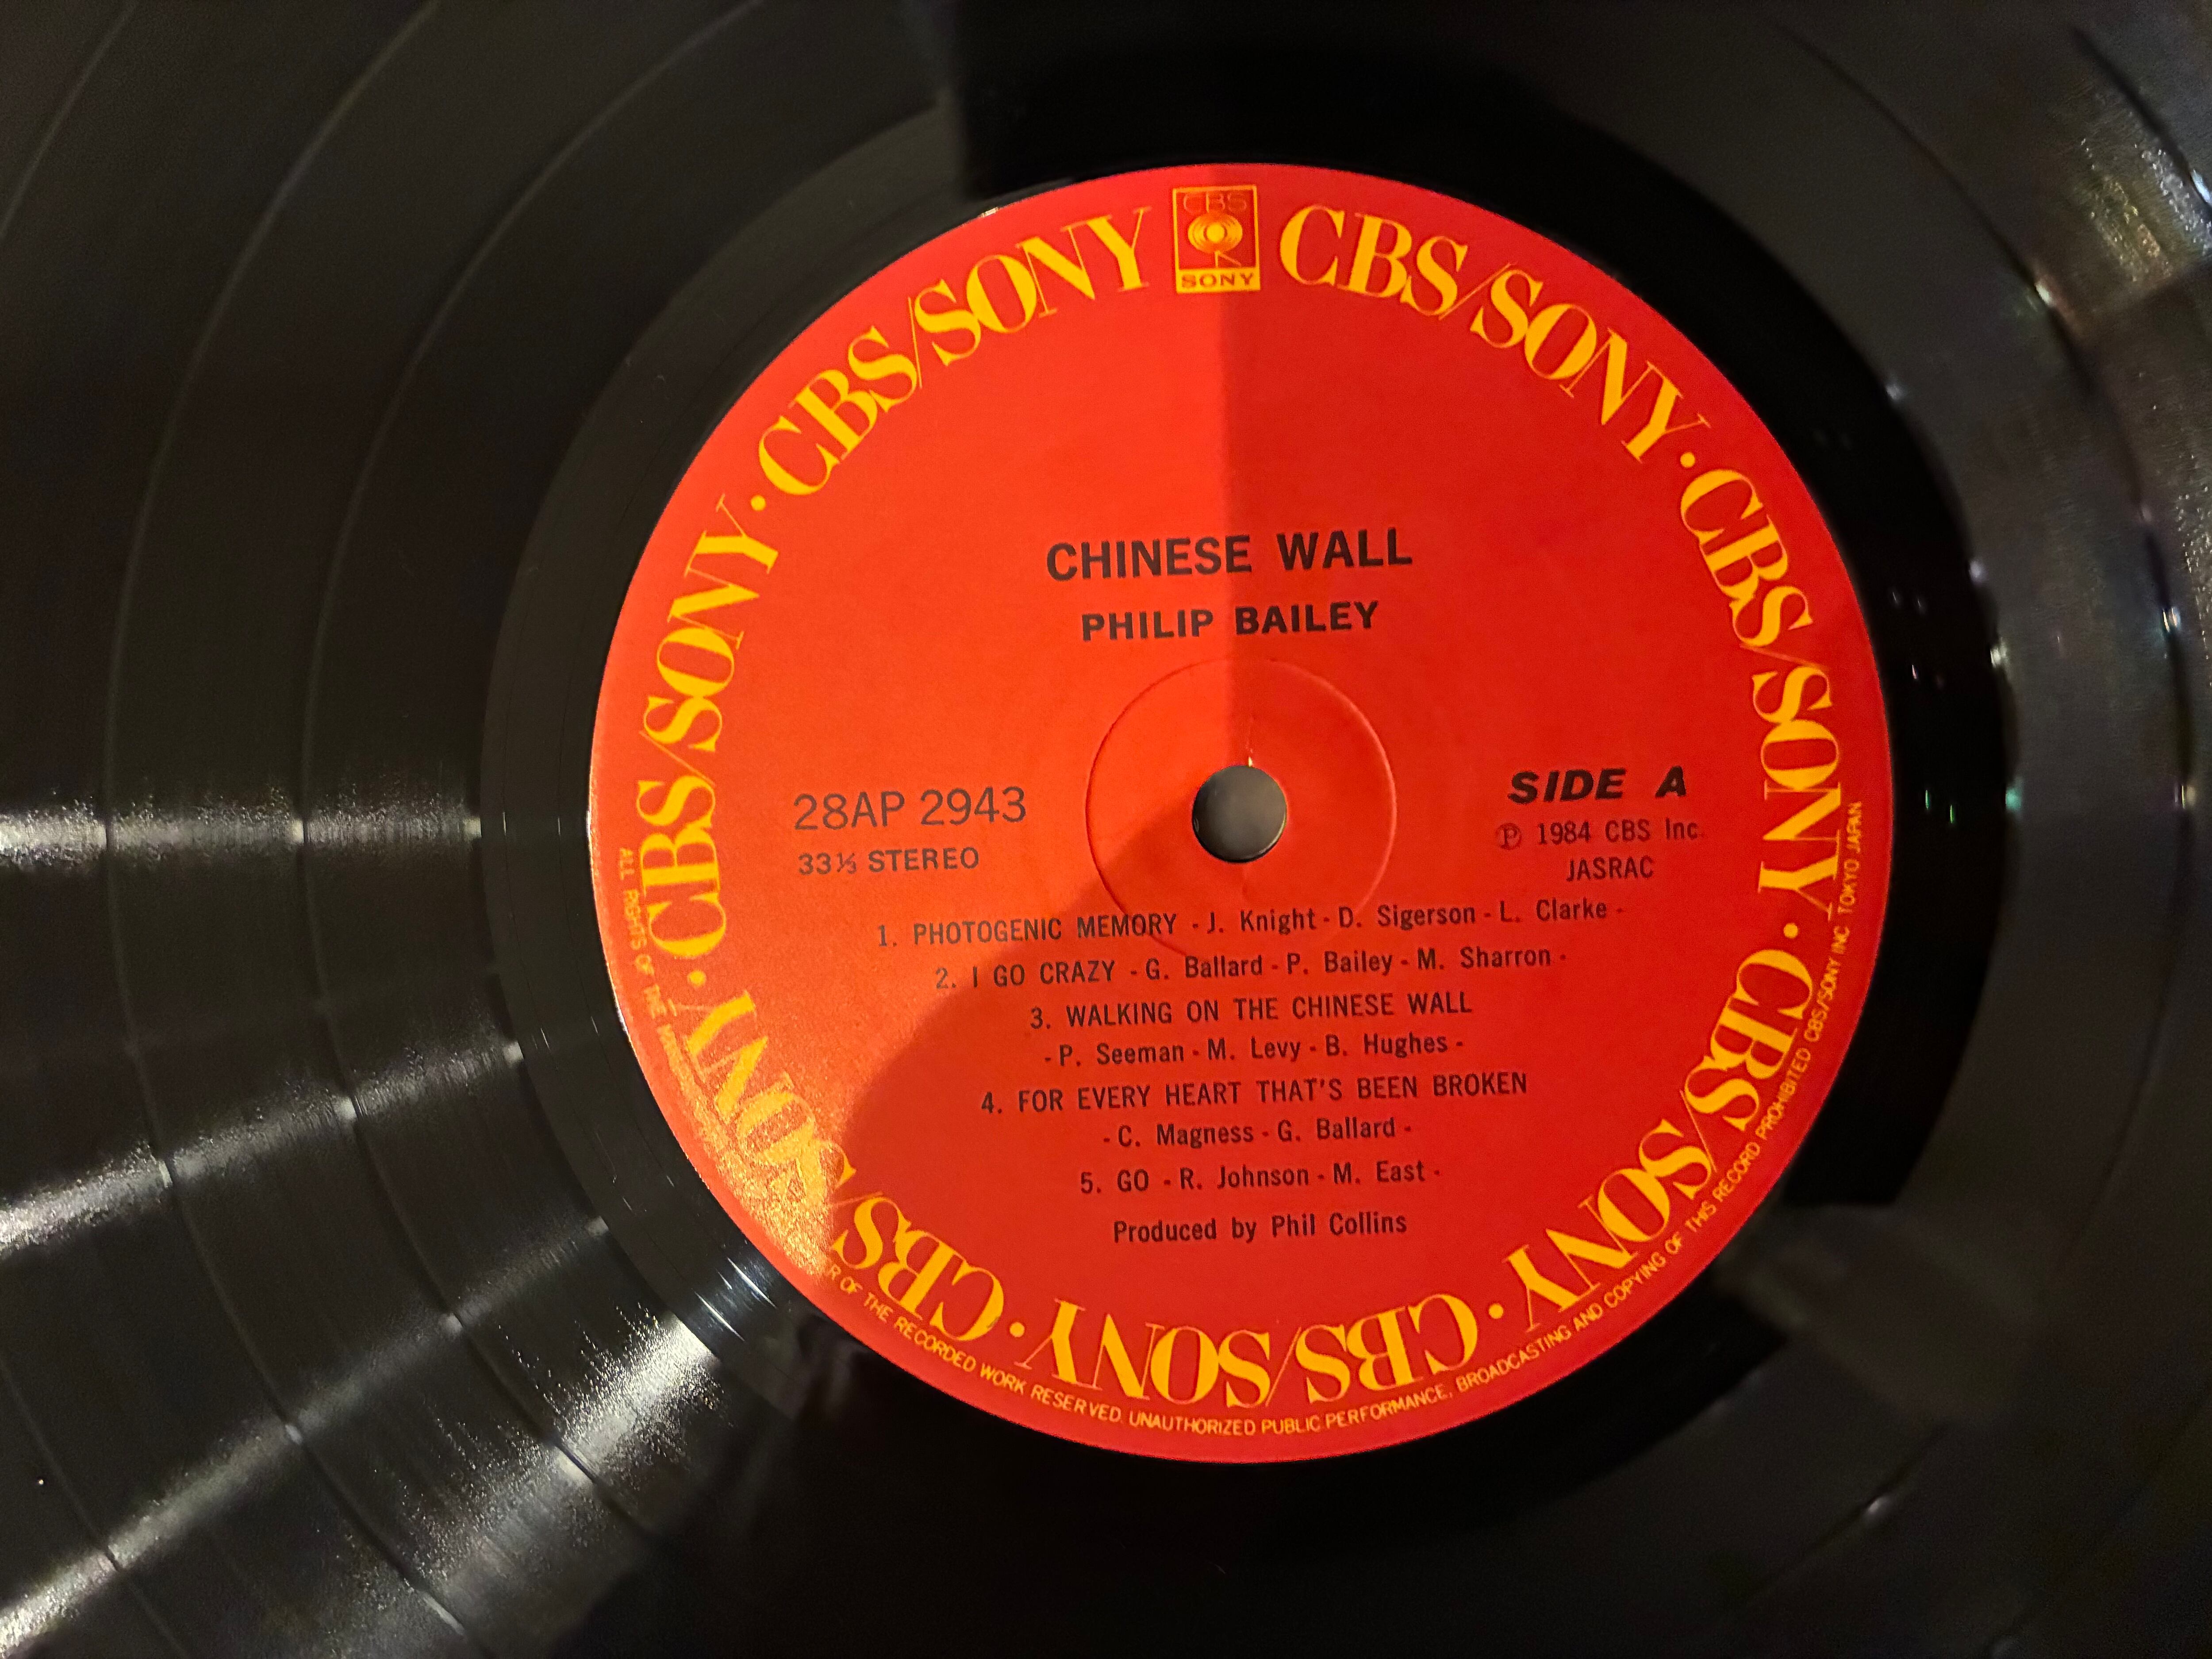 CBS
SONY
CBS/SONY · CBS/SONY · CBS/SONY · CBS/SONY · CBS/SONY · CBS/SONY · CBS/SONY
CHINESE WALL
PHILIP BAILEY
28AP 2943
33⅓ STEREO
SIDE A
Ⓟ 1984 CBS Inc.
JASRAC
1. PHOTOGENIC MEMORY - J. Knight - D. Sigerson - L. Clarke -
2. I GO CRAZY - G. Ballard - P. Bailey - M. Sharron -
3. WALKING ON THE CHINESE WALL
- P. Seeman - M. Levy - B. Hughes -
4. FOR EVERY HEART THAT'S BEEN BROKEN
- C. Magness - G. Ballard -
5. GO - R. Johnson - M. East -
Produced by Phil Collins
ALL RIGHTS OF THE OF THE RECORDED WORK RESERVED. UNAUTHORIZED PUBLIC PERFORMANCE, BROADCASTING AND COPYING OF THIS RECORD PROHIBITED CBS/SONY INC TOKYO JAPAN